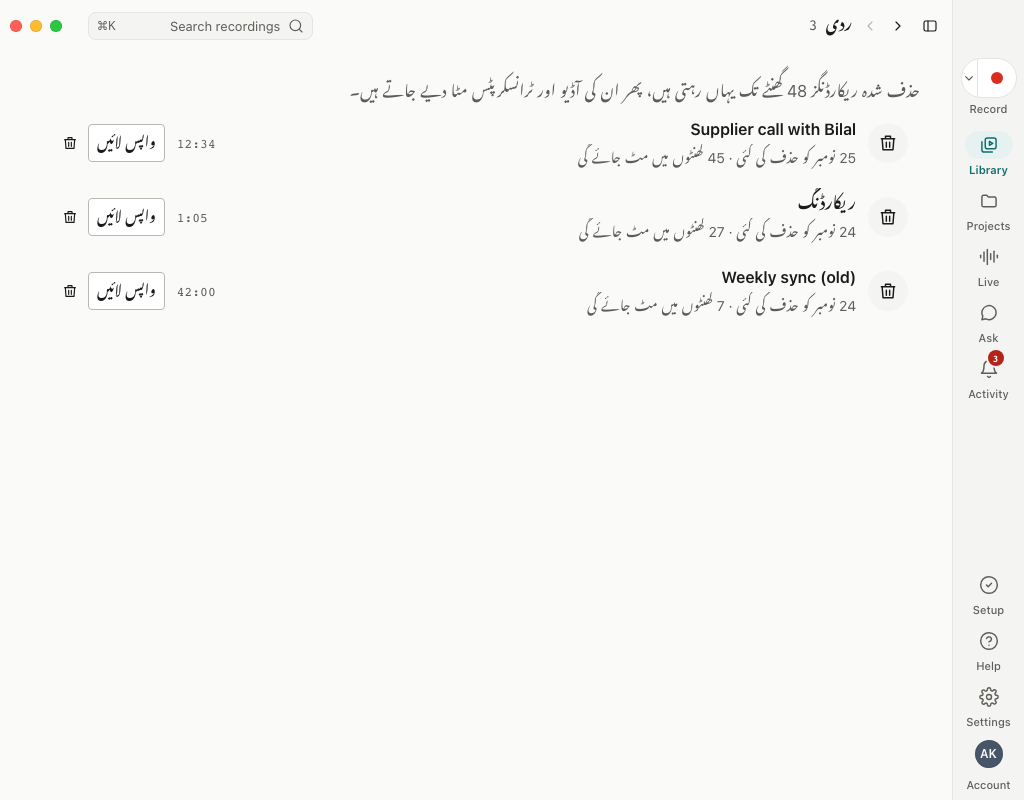 ردی 3
Search recordings ⌘K
حذف شدہ ریکارڈنگز 48 گھنٹے تک یہاں رہتی ہیں، پھر ان کی آڈیو اور ٹرانسکرپٹس مٹا دیے جاتے ہیں۔
Supplier call with Bilal
25 نومبر کو حذف کی گئی · 45 گھنٹوں میں مٹ جائے گی
12:34
واپس لائیں
ریکارڈنگ
24 نومبر کو حذف کی گئی · 27 گھنٹوں میں مٹ جائے گی
1:05
واپس لائیں
Weekly sync (old)
24 نومبر کو حذف کی گئی · 7 گھنٹوں میں مٹ جائے گی
42:00
واپس لائیں
Record
Library
Projects
Live
Ask
3
Activity
Setup
Help
Settings
AK
Account